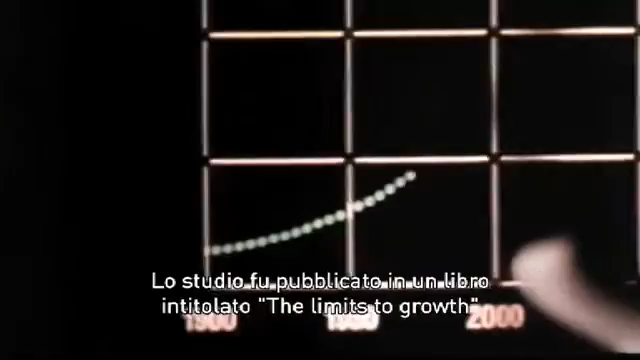 Lo studio fu pubblicato in un libro
intitolato "The limits to growth"
1900
2000